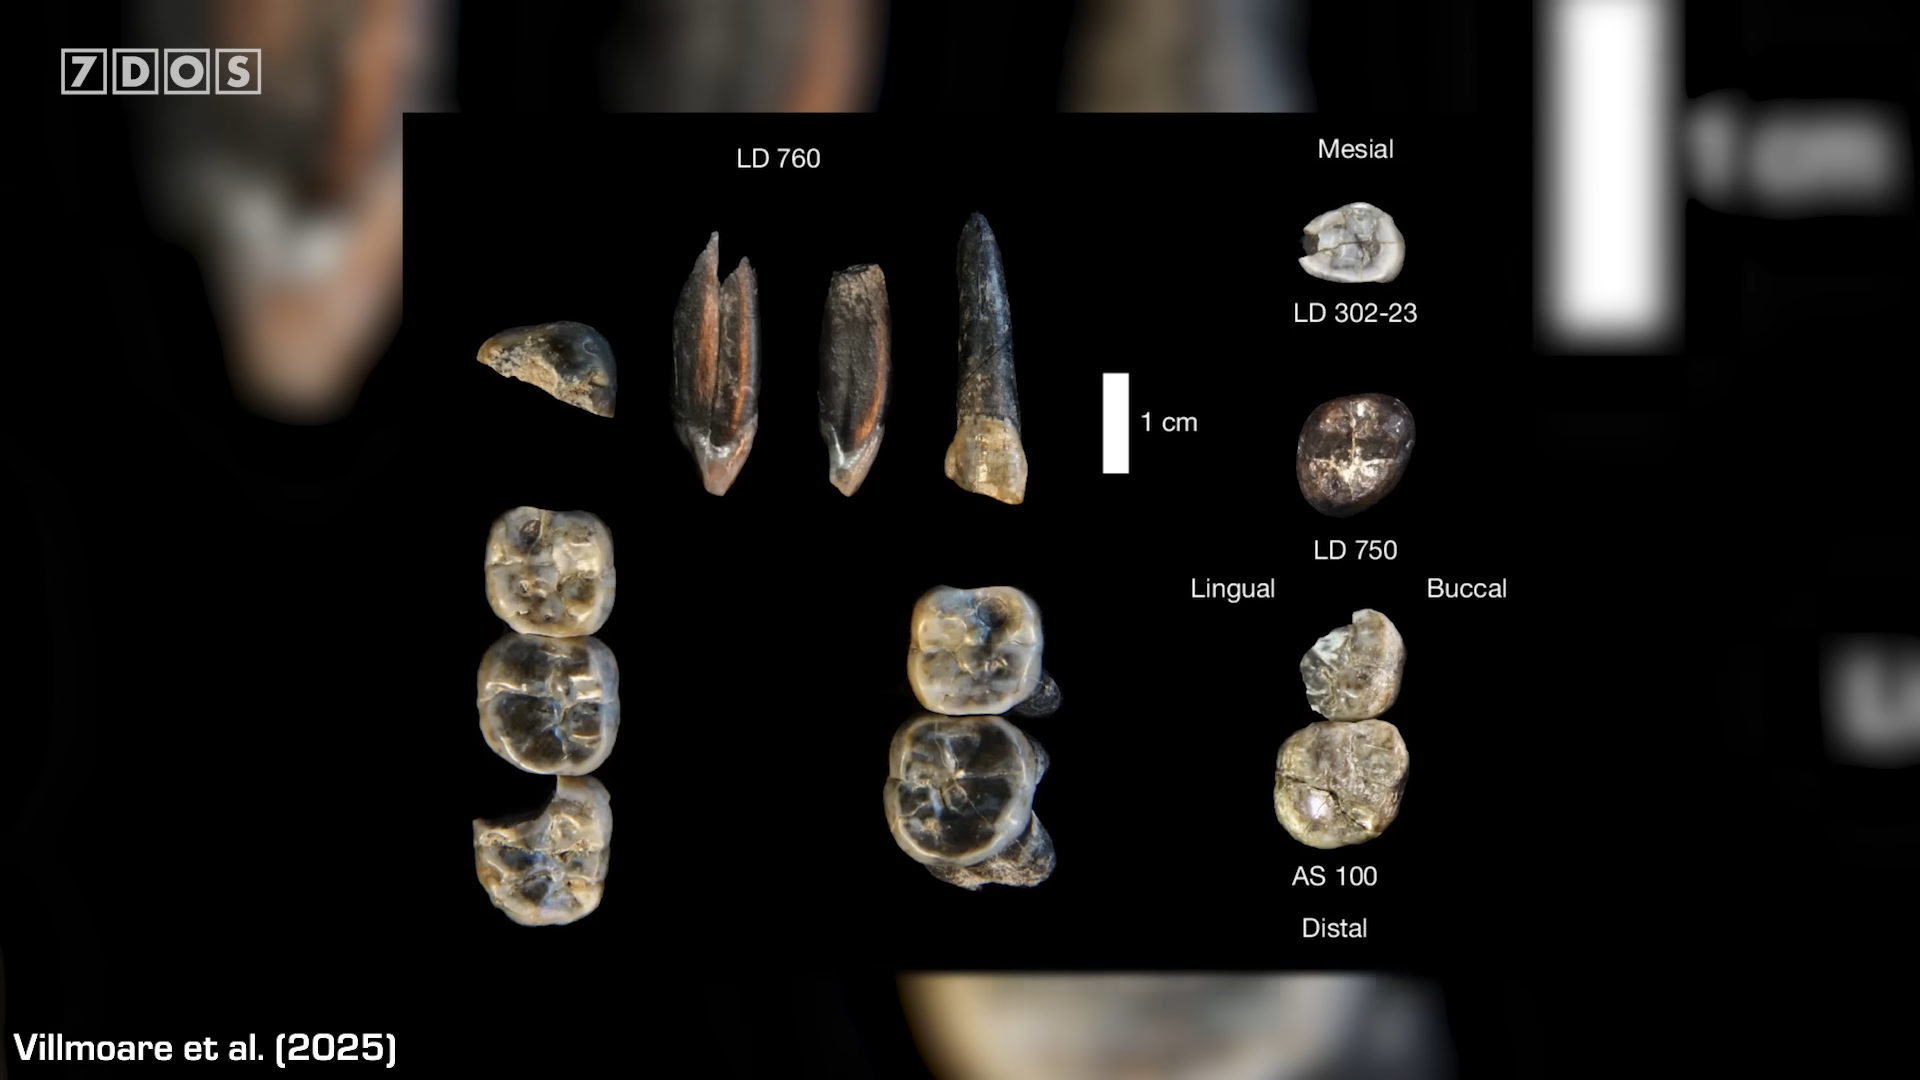 7DOS
LD 760
Mesial
LD 302-23
1 cm
LD 750
Lingual
Buccal
AS 100
Distal
Villmoare et al. (2025)